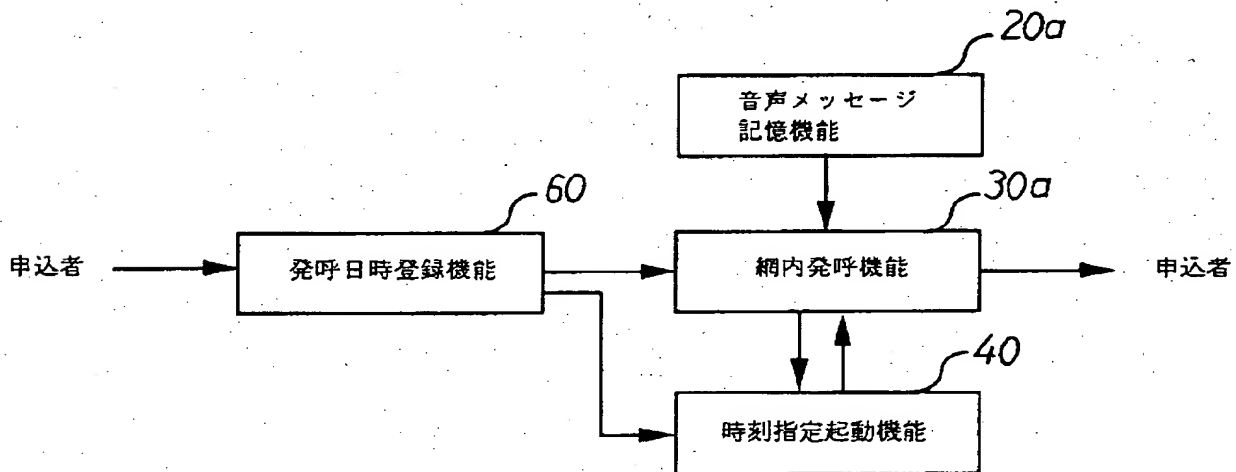 20a
音声メッセージ
記憶機能
60
30a
申込者
発呼日時登録機能
網内発呼機能
申込者
40
時刻指定起動機能